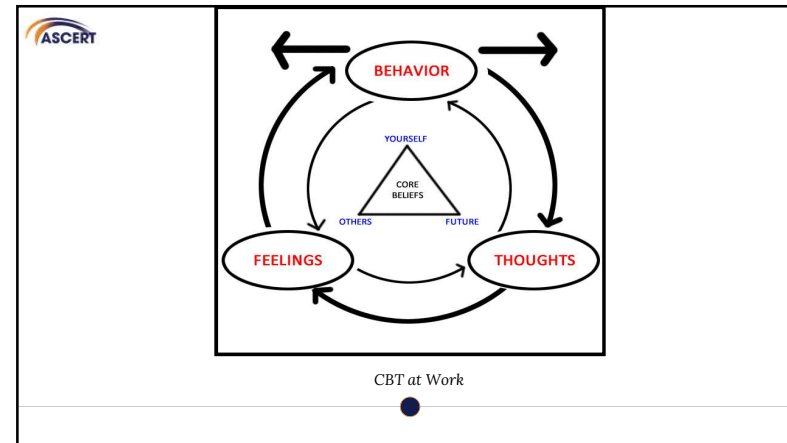 ASCERT
BEHAVIOR
YOURSELF
CORE
BELIEFS
OTHERS
FUTURE
FEELINGS
THOUGHTS
CBT at Work